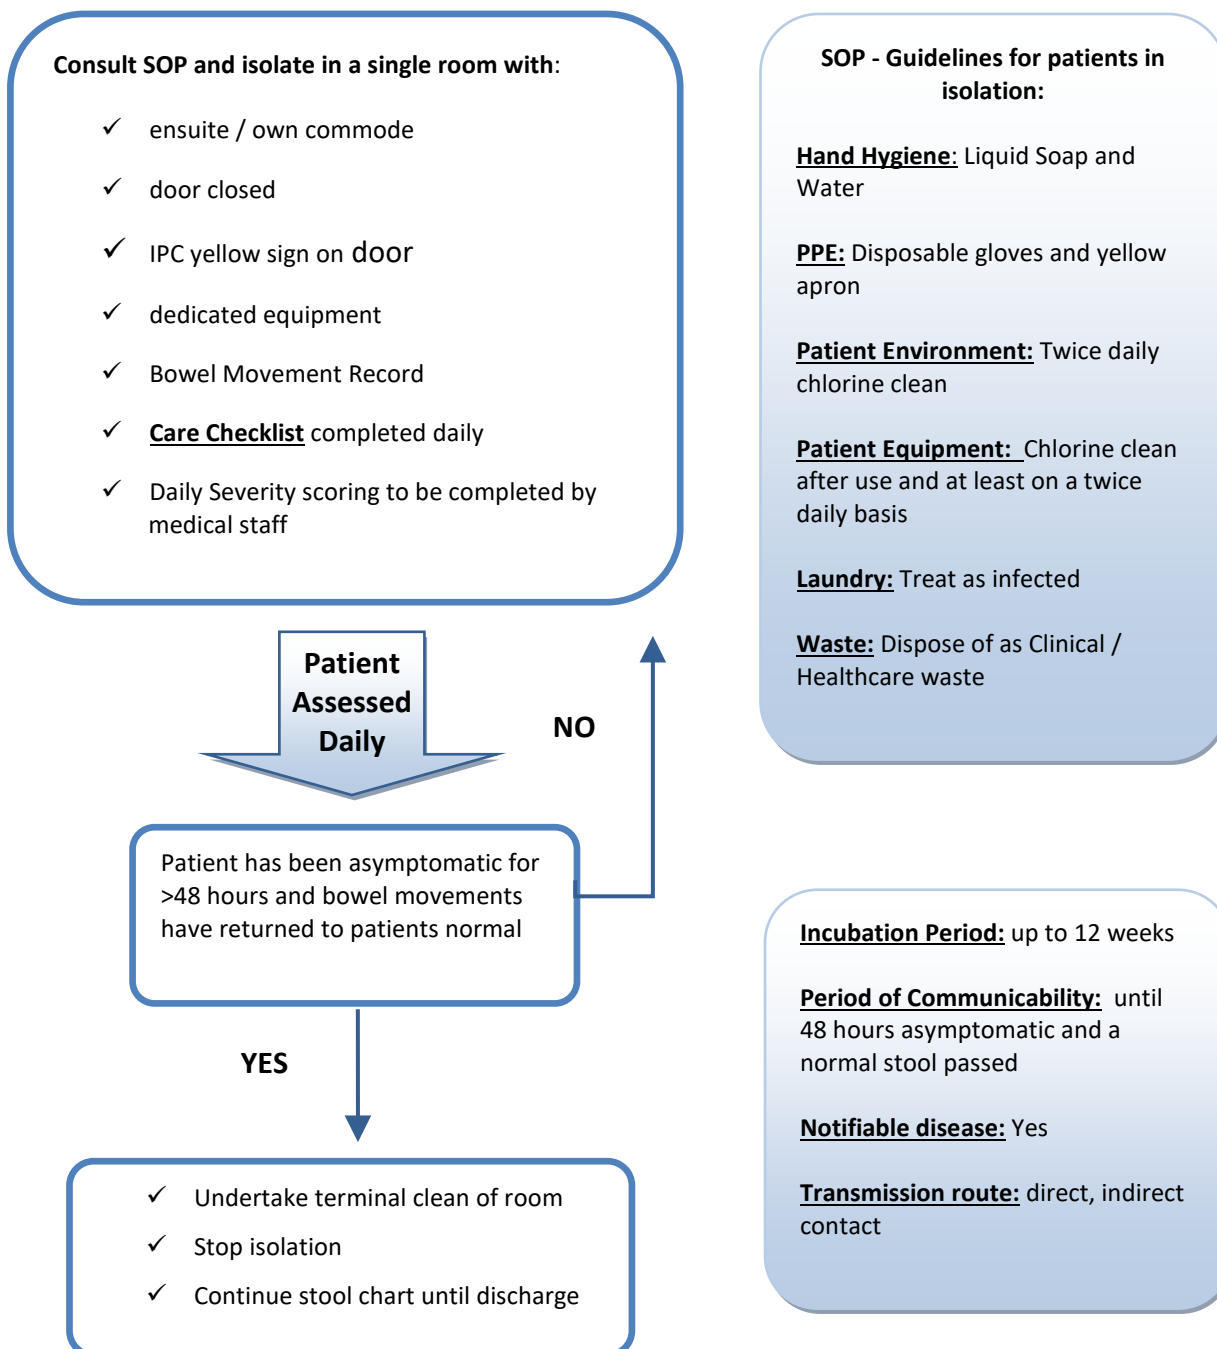 Consult SOP and isolate in a single room with:
✓ ensuite / own commode
✓ door closed
✓ IPC yellow sign on door
✓ dedicated equipment
✓ Bowel Movement Record
✓ Care Checklist completed daily
✓ Daily Severity scoring to be completed by
medical staff
Patient
Assessed
Daily
NO
Patient has been asymptomatic for
>48 hours and bowel movements
have returned to patients normal
YES
✓ Undertake terminal clean of room
✓ Stop isolation
✓ Continue stool chart until discharge
SOP - Guidelines for patients in
isolation:
Hand Hygiene: Liquid Soap and
Water
PPE: Disposable gloves and yellow
apron
Patient Environment: Twice daily
chlorine clean
Patient Equipment: Chlorine clean
after use and at least on a twice
daily basis
Laundry: Treat as infected
Waste: Dispose of as Clinical /
Healthcare waste
Incubation Period: up to 12 weeks
Period of Communicability: until
48 hours asymptomatic and a
normal stool passed
Notifiable disease: Yes
Transmission route: direct, indirect
contact